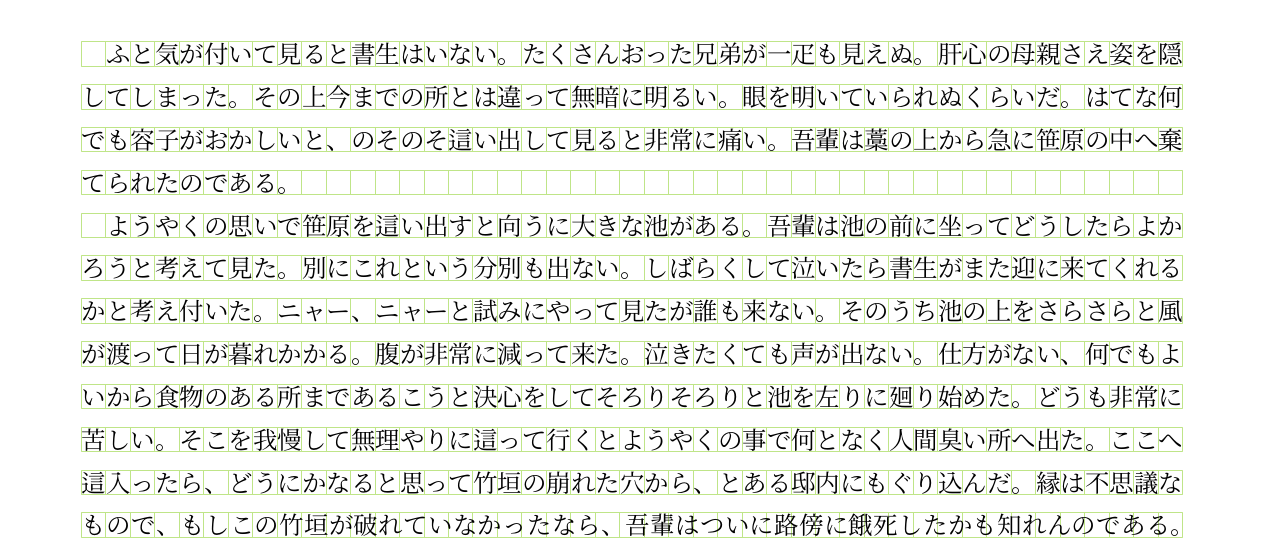 ふと気が付いて見ると書生はいない。たくさんおった兄弟が一疋も見えぬ。肝心の母親さえ姿を隠
してしまった。その上今までの所とは違って無暗に明るい。眼を明いていられぬくらいだ。はてな何
でも容子がおかしいと、のそのそ這い出して見ると非常に痛い。吾輩は藁の上から急に笹原の中へ棄
てられたのである。
　ようやくの思いで笹原を這い出すと向うに大きな池がある。吾輩は池の前に坐ってどうしたらよか
ろうと考えて見た。別にこれという分別も出ない。しばらくして泣いたら書生がまた迎に来てくれる
かと考え付いた。ニャー、ニャーと試みにやって見たが誰も来ない。そのうち池の上をさらさらと風
が渡って日が暮れかかる。腹が非常に減って来た。泣きたくても声が出ない。仕方がない、何でもよ
いから食物のある所まであるこうと決心をしてそろりそろりと池を左りに廻り始めた。どうも非常に
苦しい。そこを我慢して無理やりに這って行くとようやくの事で何となく人間臭い所へ出た。ここへ
這入ったら、どうにかなると思って竹垣の崩れた穴から、とある邸内にもぐり込んだ。縁は不思議な
もので、もしこの竹垣が破れていなかったなら、吾輩はついに路傍に餓死したかも知れんのである。